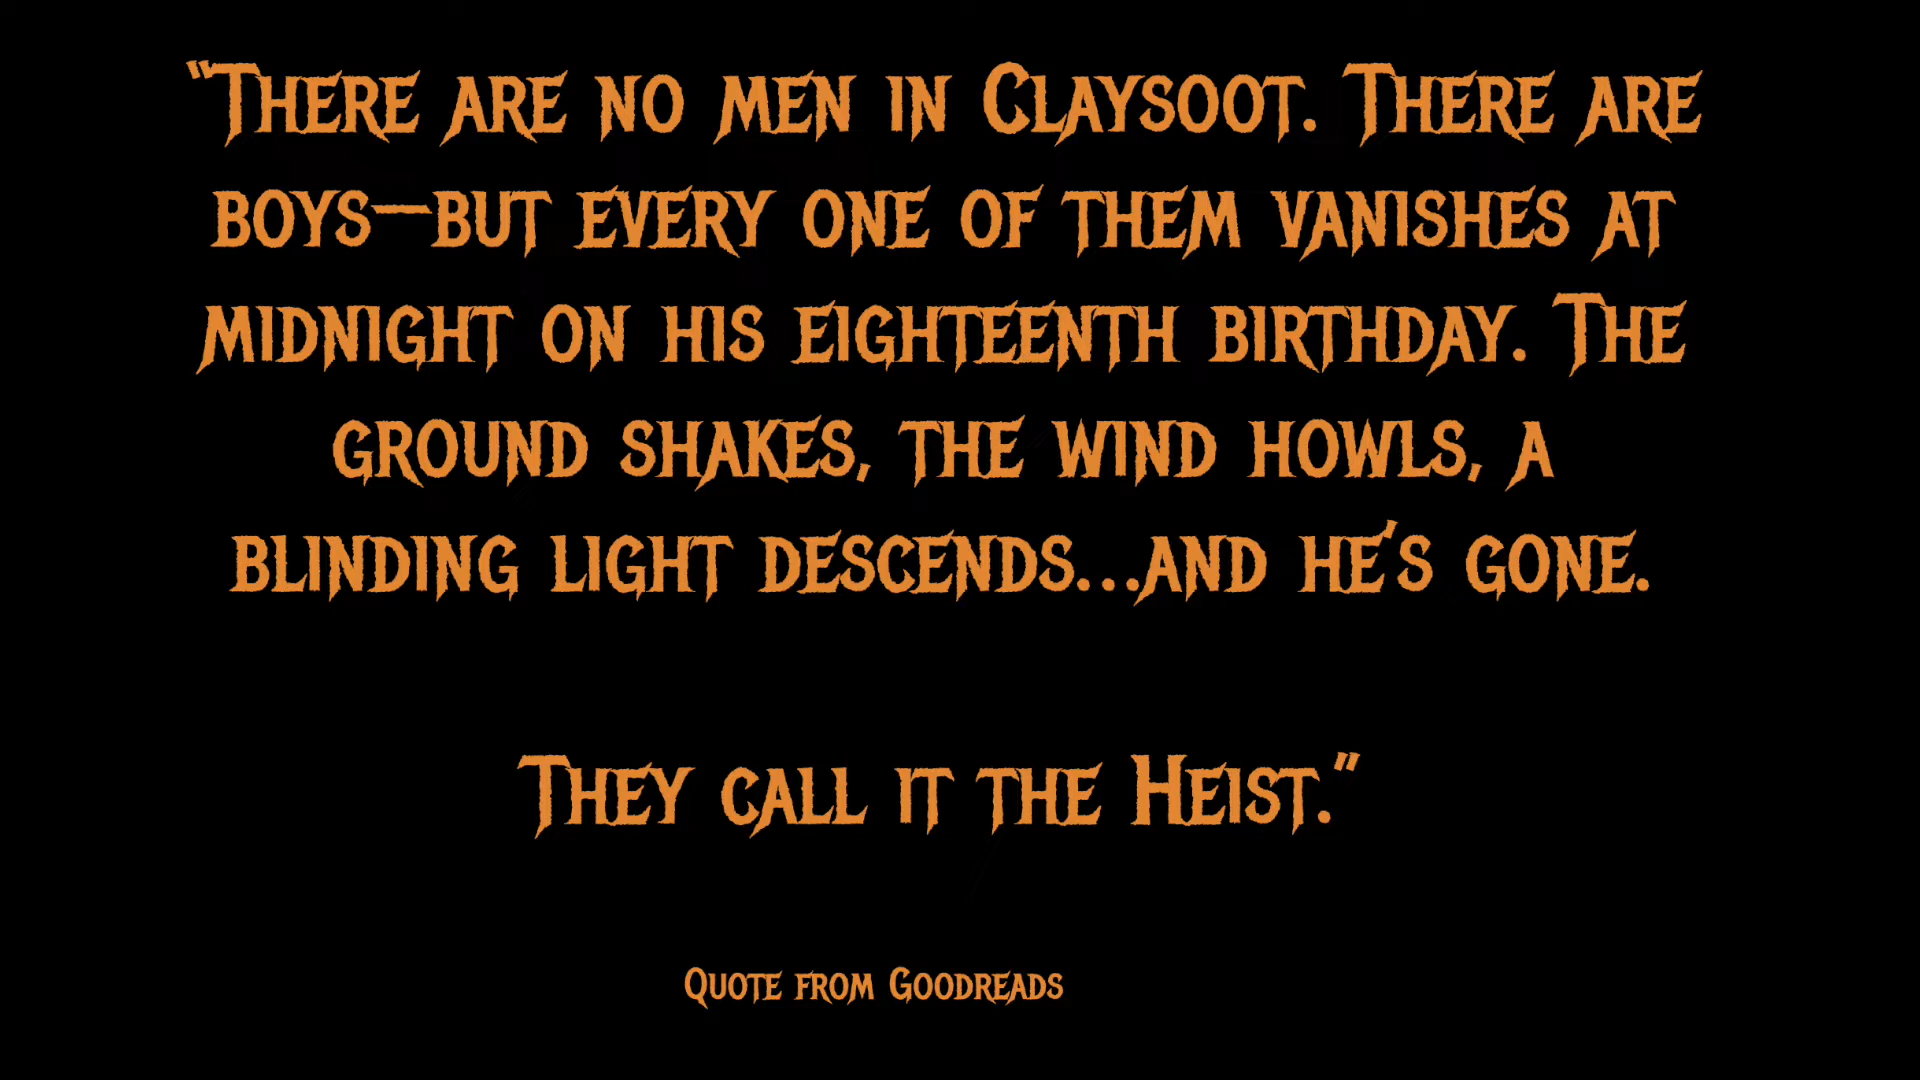 “There are no men in Claysoot. There are
boys—but every one of them vanishes at
midnight on his eighteenth birthday. The
ground shakes, the wind howls, a
blinding light descends…and he’s gone.
They call it the Heist.”
Quote from Goodreads